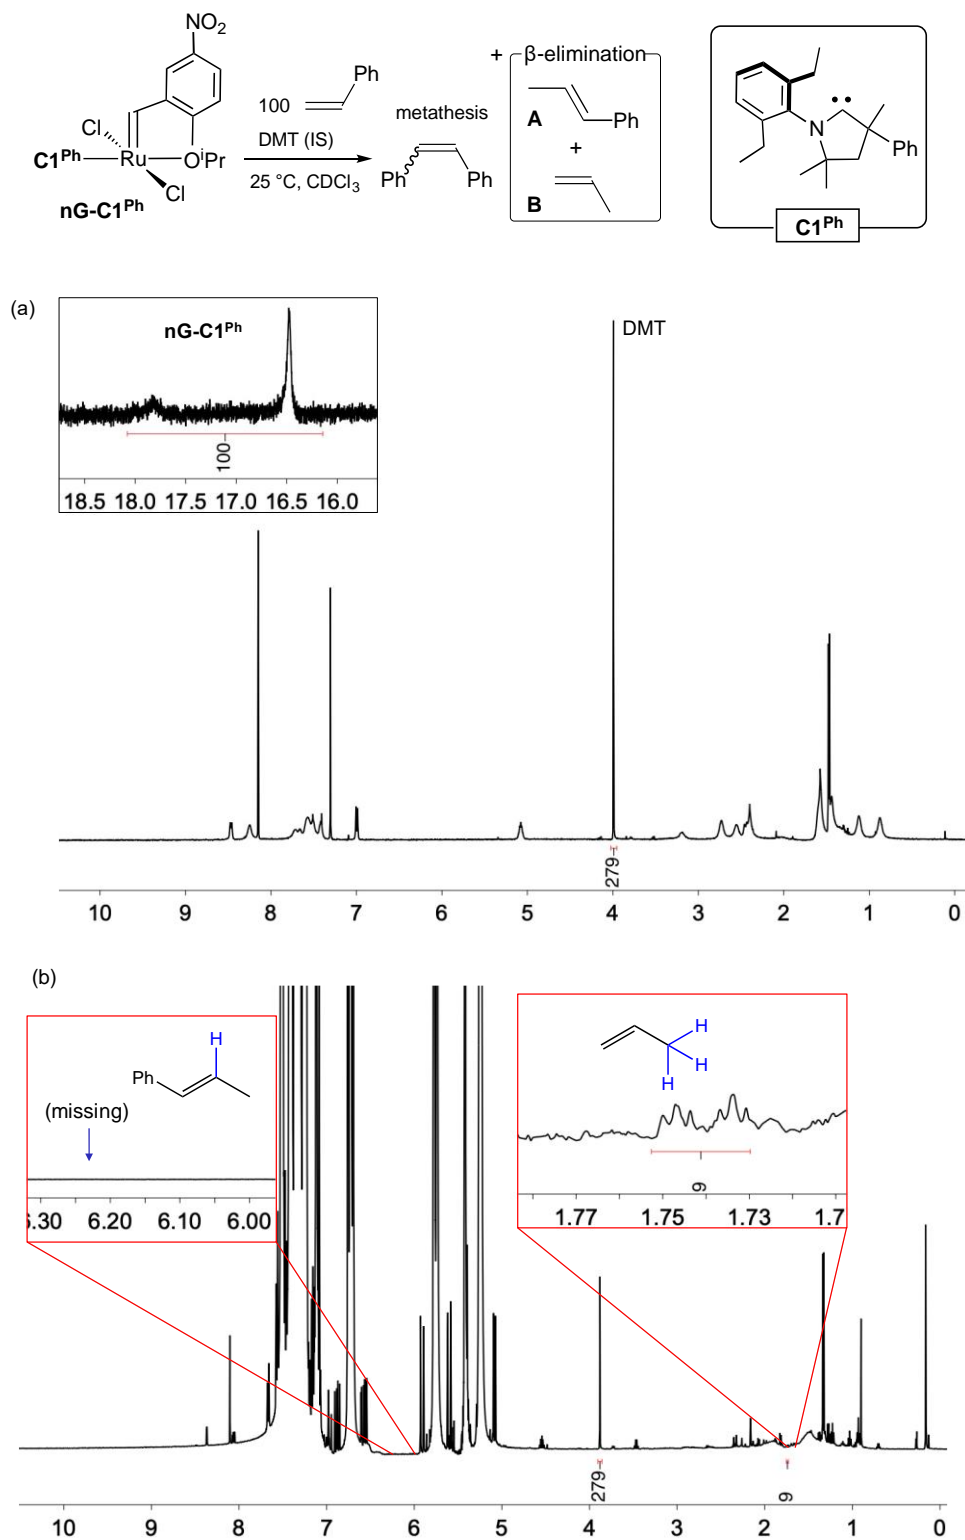 NO₂
Cl
C1ᴾʰ
Ru
OⁱPr
Cl
nG-C1ᴾʰ
100
Ph
DMT (IS)
25 °C, CDCl₃
metathesis
Ph
Ph
+
β-elimination
A
Ph
+
B
N
Ph
C1ᴾʰ
(a)
nG-C1ᴾʰ
100
18.5 18.0 17.5 17.0 16.5 16.0
DMT
279
10 9 8 7 6 5 4 3 2 1 0
(b)
H
Ph
(missing)
6.30 6.20 6.10 6.00
H
H
H
9
1.77 1.75 1.73 1.7
279
9
10 9 8 7 6 5 4 3 2 1 0